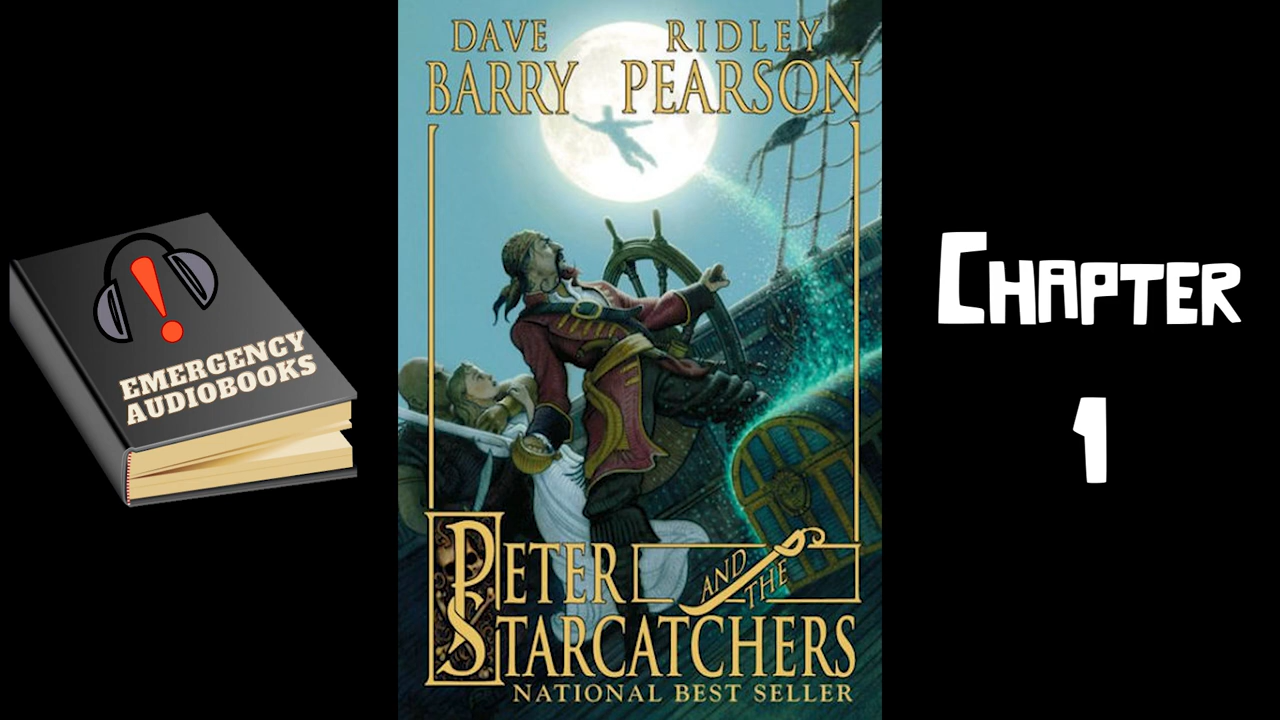 EMERGENCY
AUDIOBOOKS
DAVE RIDLEY
BARRY PEARSON
PETER AND THE
STARCATCHERS
NATIONAL BEST SELLER
CHAPTER
1